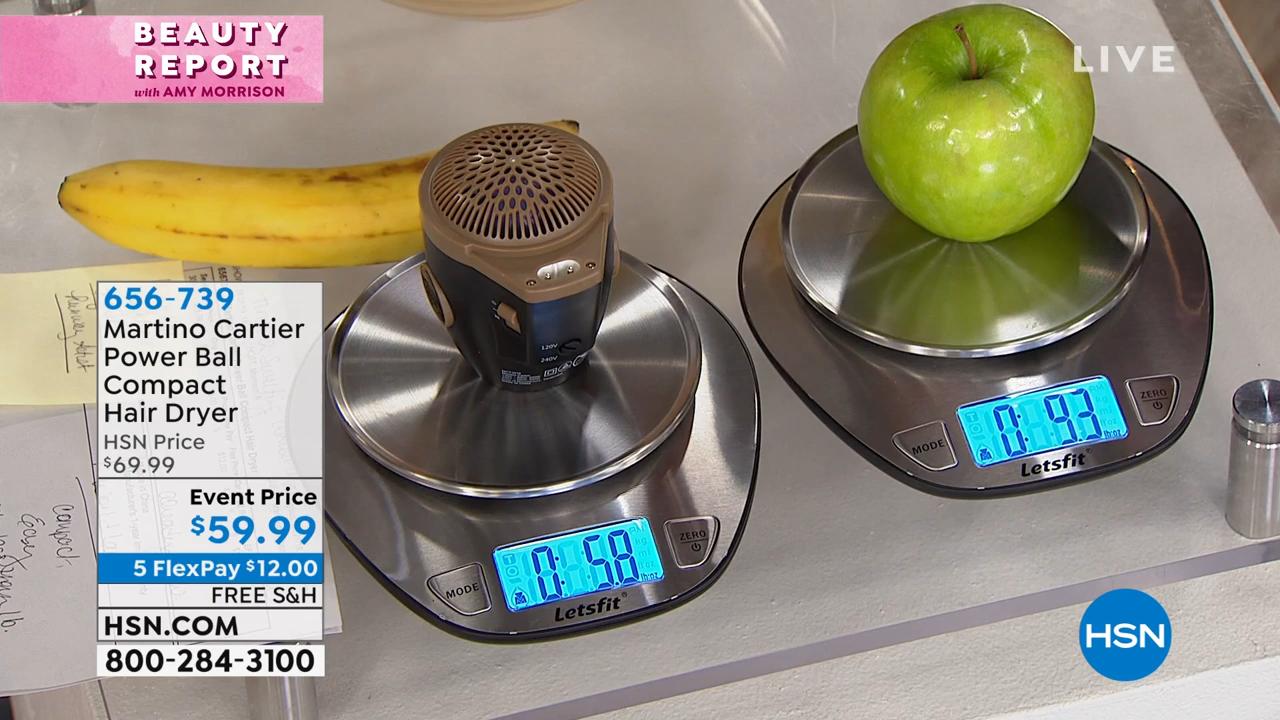 BEAUTY
REPORT
with AMY MORRISON
LIVE
656-739
Martino Cartier
Power Ball
Compact
Hair Dryer
HSN Price
$69.99
Event Price
$59.99
5 FlexPay $12.00
FREE S&H
HSN.COM
800-284-3100
120V
240V
MODE
0:58
lb:oz
ZERO
Letsfit
MODE
0:93
lb:oz
ZERO
Letsfit
HSN